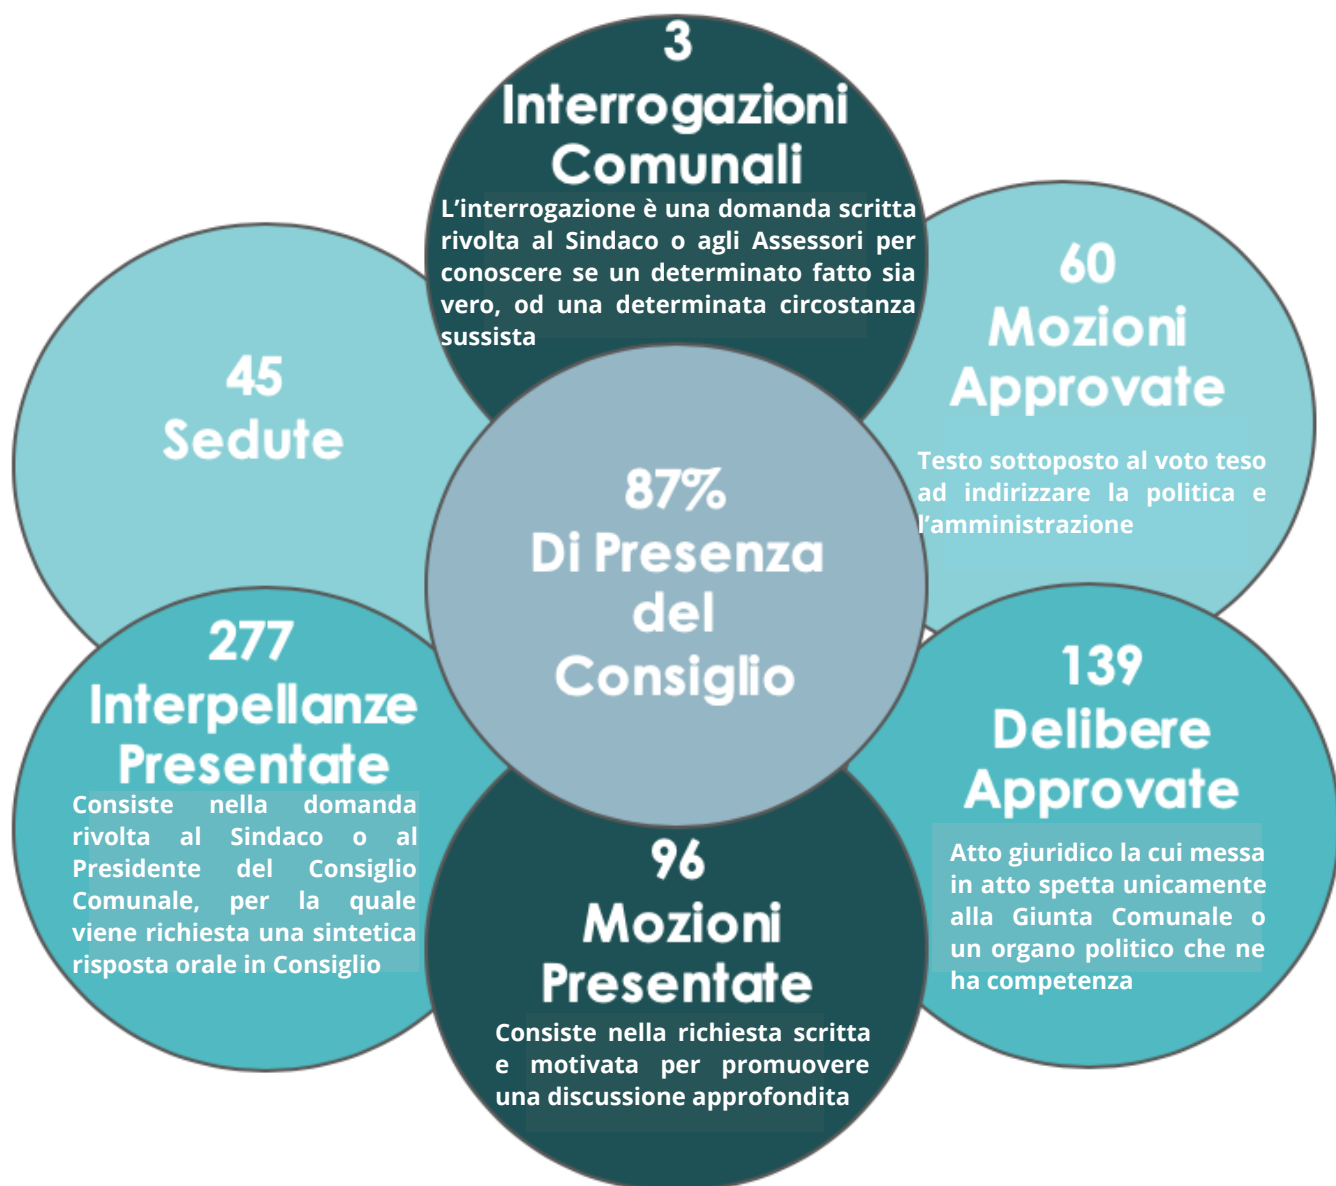 3
Interrogazioni
Comunali
L’interrogazione è una domanda scritta
rivolta al Sindaco o agli Assessori per
conoscere se un determinato fatto sia
vero, od una determinata circostanza
sussista
60
Mozioni
Approvate
Testo sottoposto al voto teso
ad indirizzare la politica e
l’amministrazione
45
Sedute
87%
Di Presenza
del
Consiglio
277
Interpellanze
Presentate
Consiste nella domanda
rivolta al Sindaco o al
Presidente del Consiglio
Comunale, per la quale
viene richiesta una sintetica
risposta orale in Consiglio
139
Delibere
Approvate
Atto giuridico la cui messa
in atto spetta unicamente
alla Giunta Comunale o
un organo politico che ne
ha competenza
96
Mozioni
Presentate
Consiste nella richiesta scritta
e motivata per promuovere
una discussione approfondita